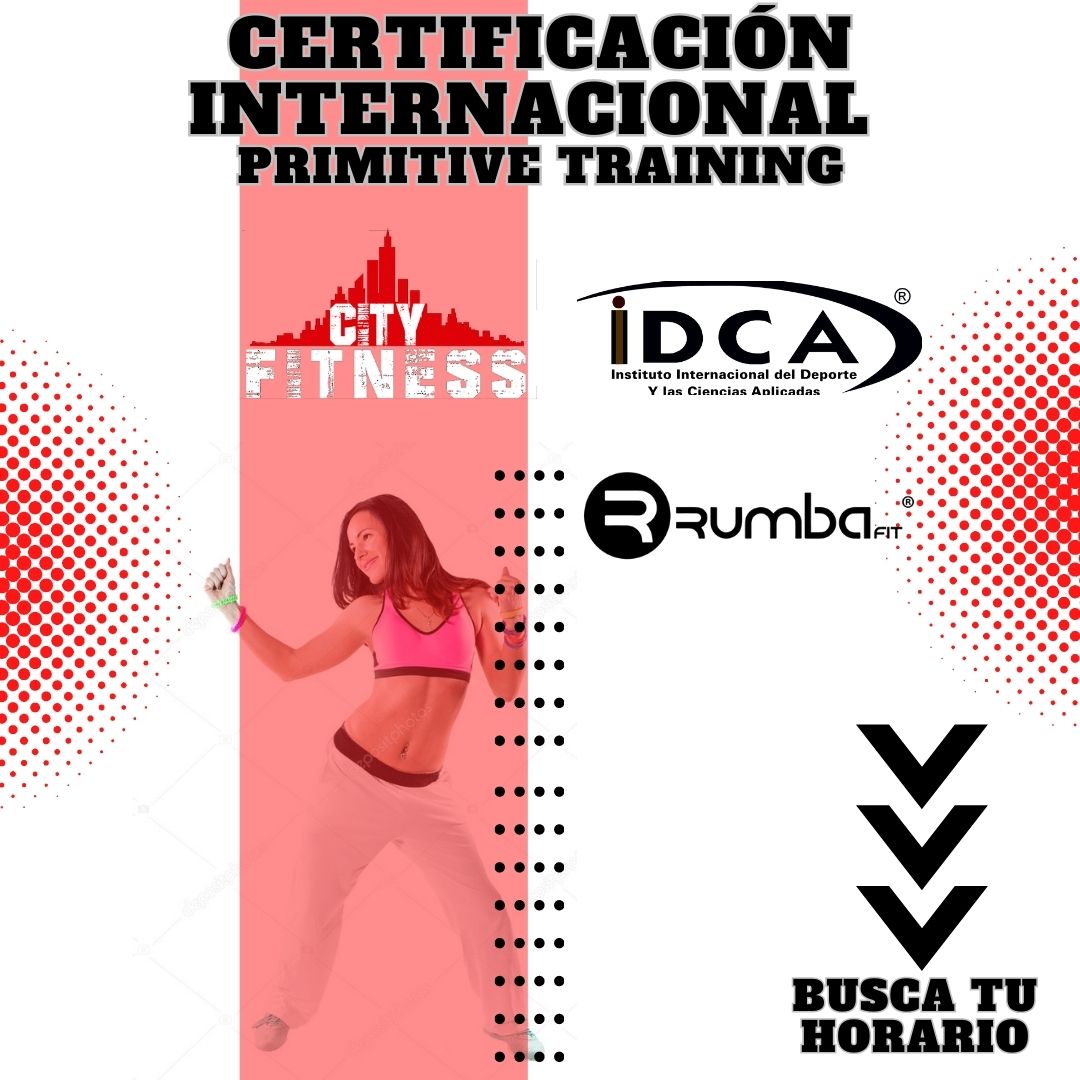 CERTIFICACIÓN
INTERNACIONAL
PRIMITIVE TRAINING
CITY
FITNESS
iDCA®
Instituto Internacional del Deporte
Y las Ciencias Aplicadas
R RUMBA FIT®
depositphotos
BUSCA TU
HORARIO